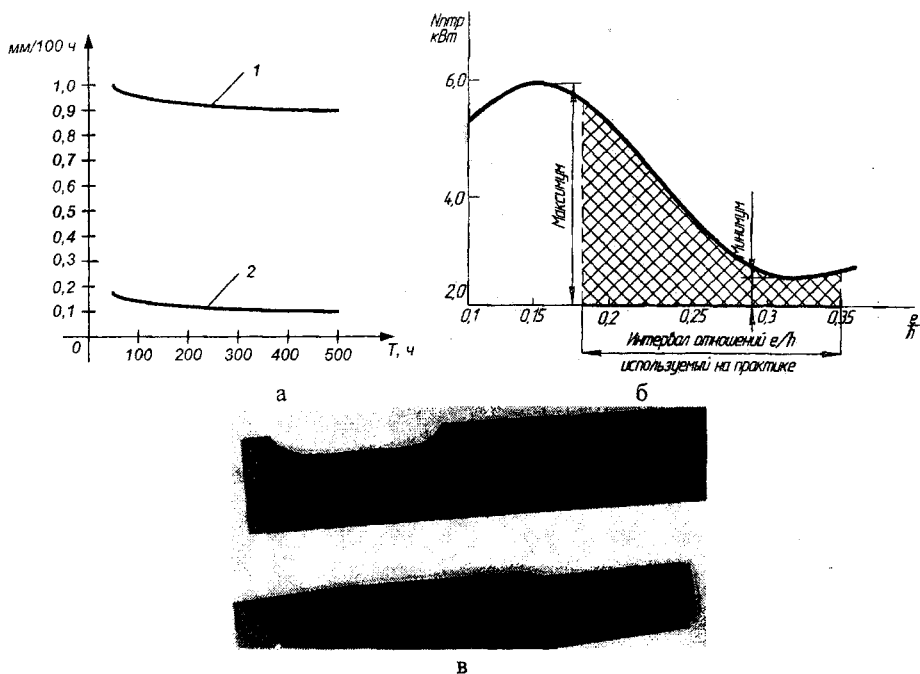 мм/100 ч
1,0
0,9
0,8
0,7
0,6
0,5
0,4
0,3
0,2
0,1
0
100
200
300
400
500
Т, ч
1
2
а
Nптр
кВт
6,0
4,0
2,0
Максимум
Минимум
0,1
0,15
0,2
0,25
0,3
0,35
e
h
Интервал отношений e/h
используемый на практике
б
в